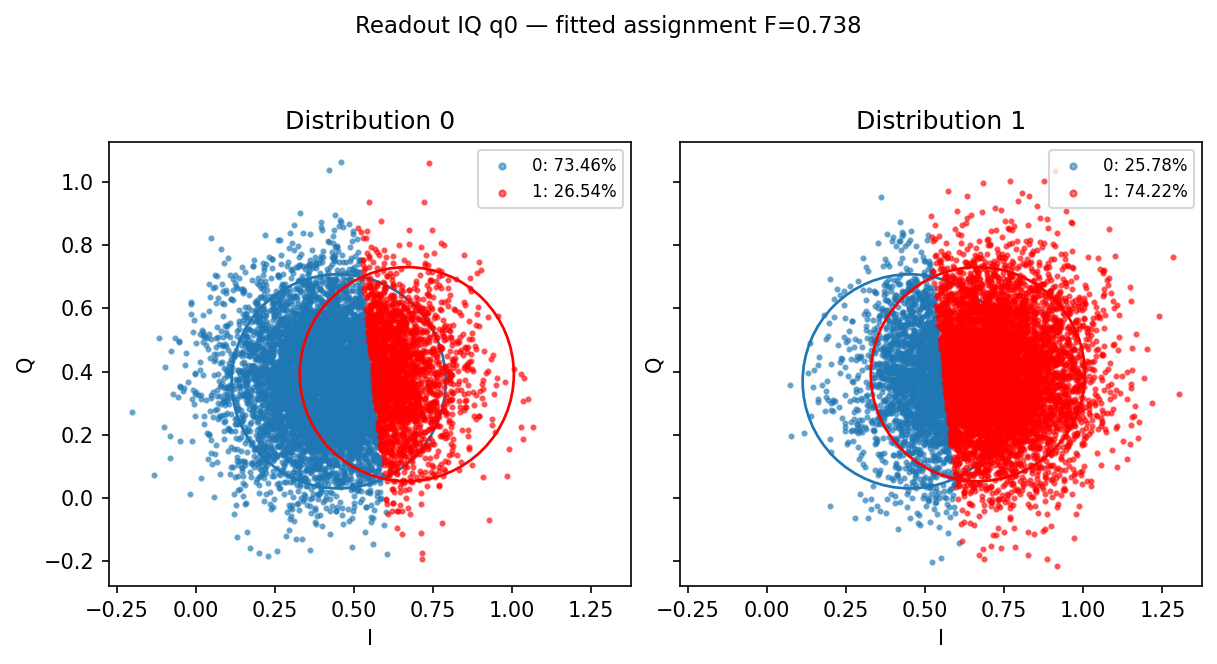 Readout IQ q0 — fitted assignment F=0.738
Distribution 0
Distribution 1
0: 73.46%
1: 26.54%
0: 25.78%
1: 74.22%
Q
1.0
0.8
0.6
0.4
0.2
0.0
−0.2
Q
−0.25 0.00 0.25 0.50 0.75 1.00 1.25
−0.25 0.00 0.25 0.50 0.75 1.00 1.25
I
I